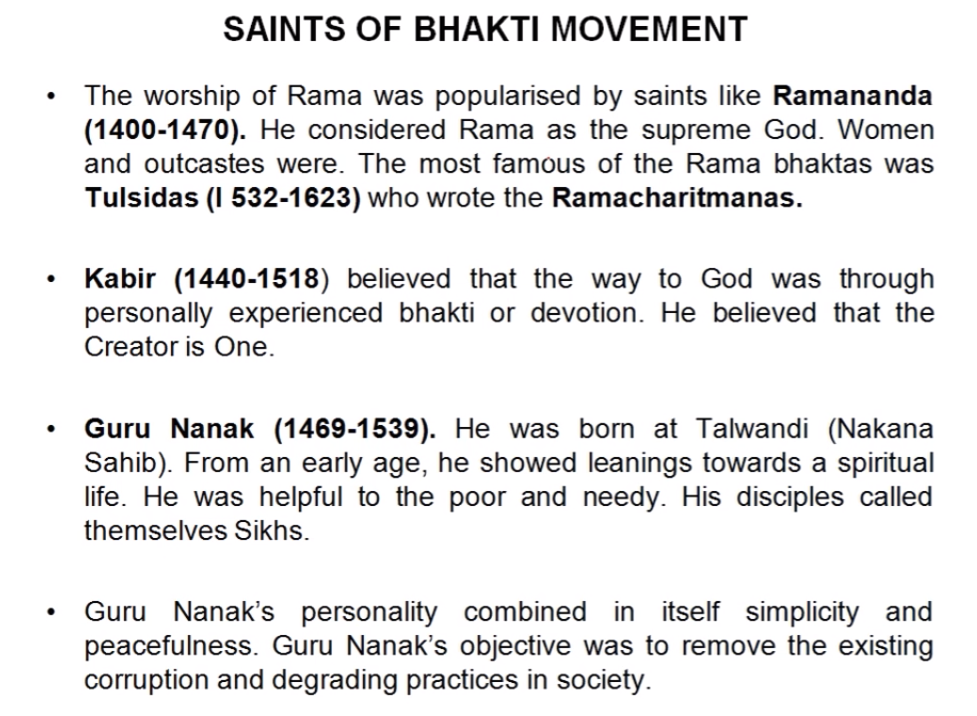 SAINTS OF BHAKTI MOVEMENT
• The worship of Rama was popularised by saints like Ramananda
(1400-1470). He considered Rama as the supreme God. Women
and outcastes were. The most famous of the Rama bhaktas was
Tulsidas (I 532-1623) who wrote the Ramacharitmanas.
• Kabir (1440-1518) believed that the way to God was through
personally experienced bhakti or devotion. He believed that the
Creator is One.
• Guru Nanak (1469-1539). He was born at Talwandi (Nakana
Sahib). From an early age, he showed leanings towards a spiritual
life. He was helpful to the poor and needy. His disciples called
themselves Sikhs.
• Guru Nanak’s personality combined in itself simplicity and
peacefulness. Guru Nanak’s objective was to remove the existing
corruption and degrading practices in society.